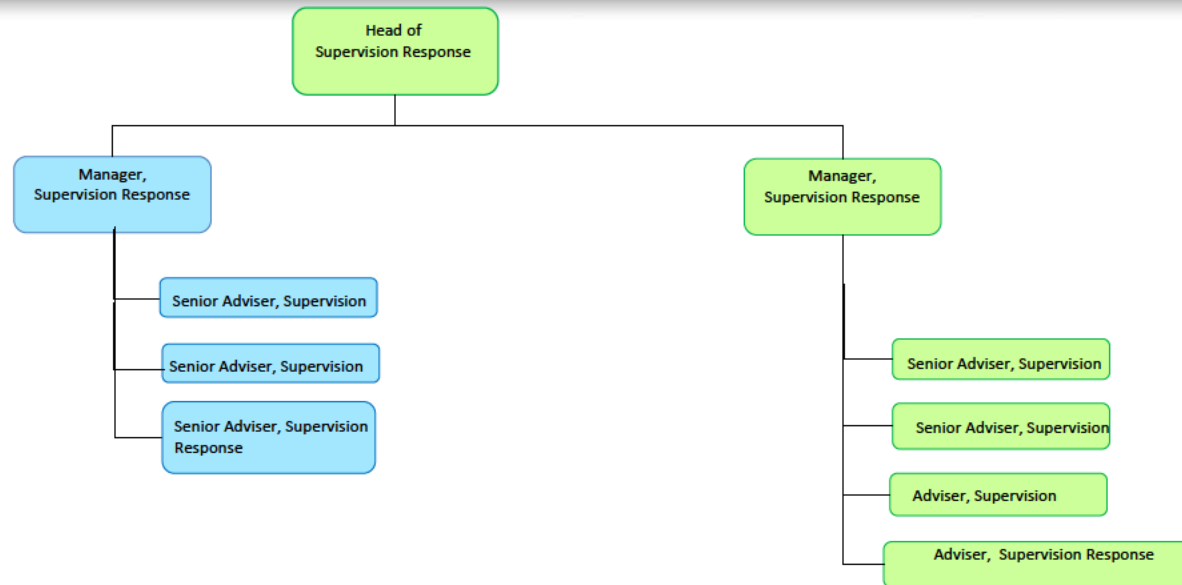 Head of
Supervision Response
Manager,
Supervision Response
Senior Adviser, Supervision
Senior Adviser, Supervision
Senior Adviser, Supervision
Response
Manager,
Supervision Response
Senior Adviser, Supervision
Senior Adviser, Supervision
Adviser, Supervision
Adviser, Supervision Response